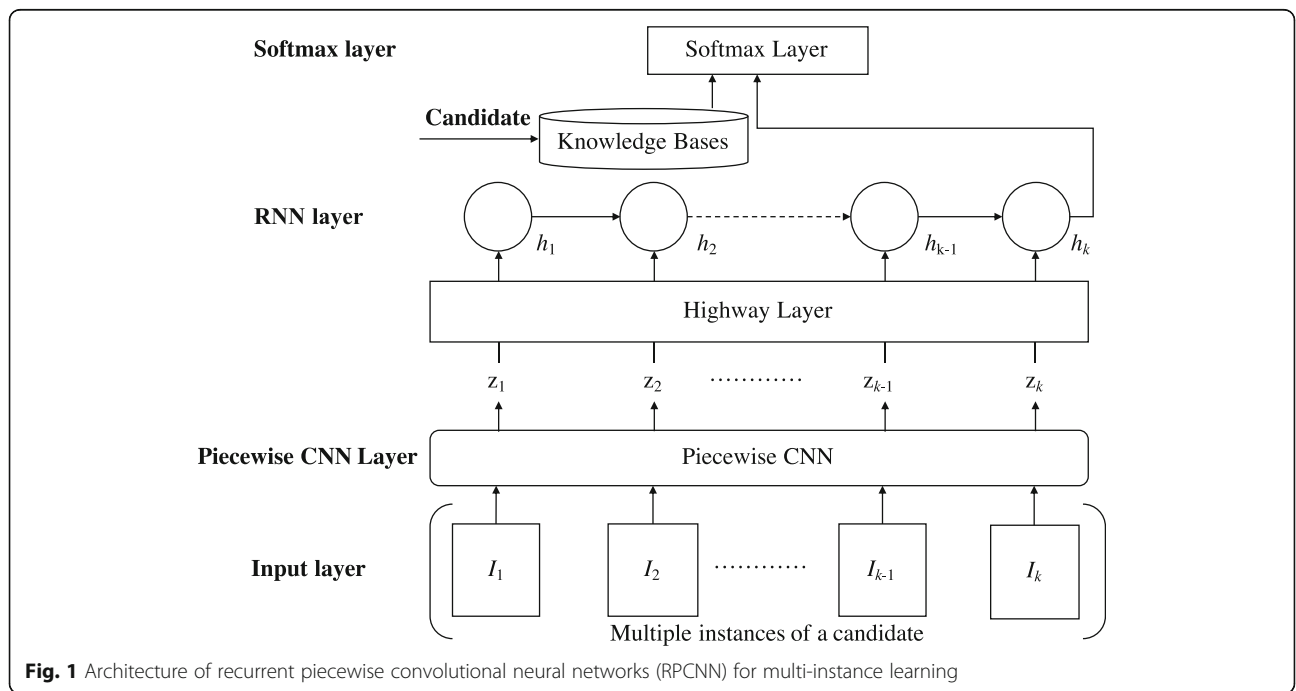 Softmax layer Softmax Layer
Candidate
Knowledge Bases
RNN layer
h1 h2 hk-1 hk
Highway Layer
z1 z2 ............ zk-1 zk
Piecewise CNN Layer Piecewise CNN
Input layer I1 I2 ............ Ik-1 Ik
Multiple instances of a candidate
Fig. 1 Architecture of recurrent piecewise convolutional neural networks (RPCNN) for multi-instance learning